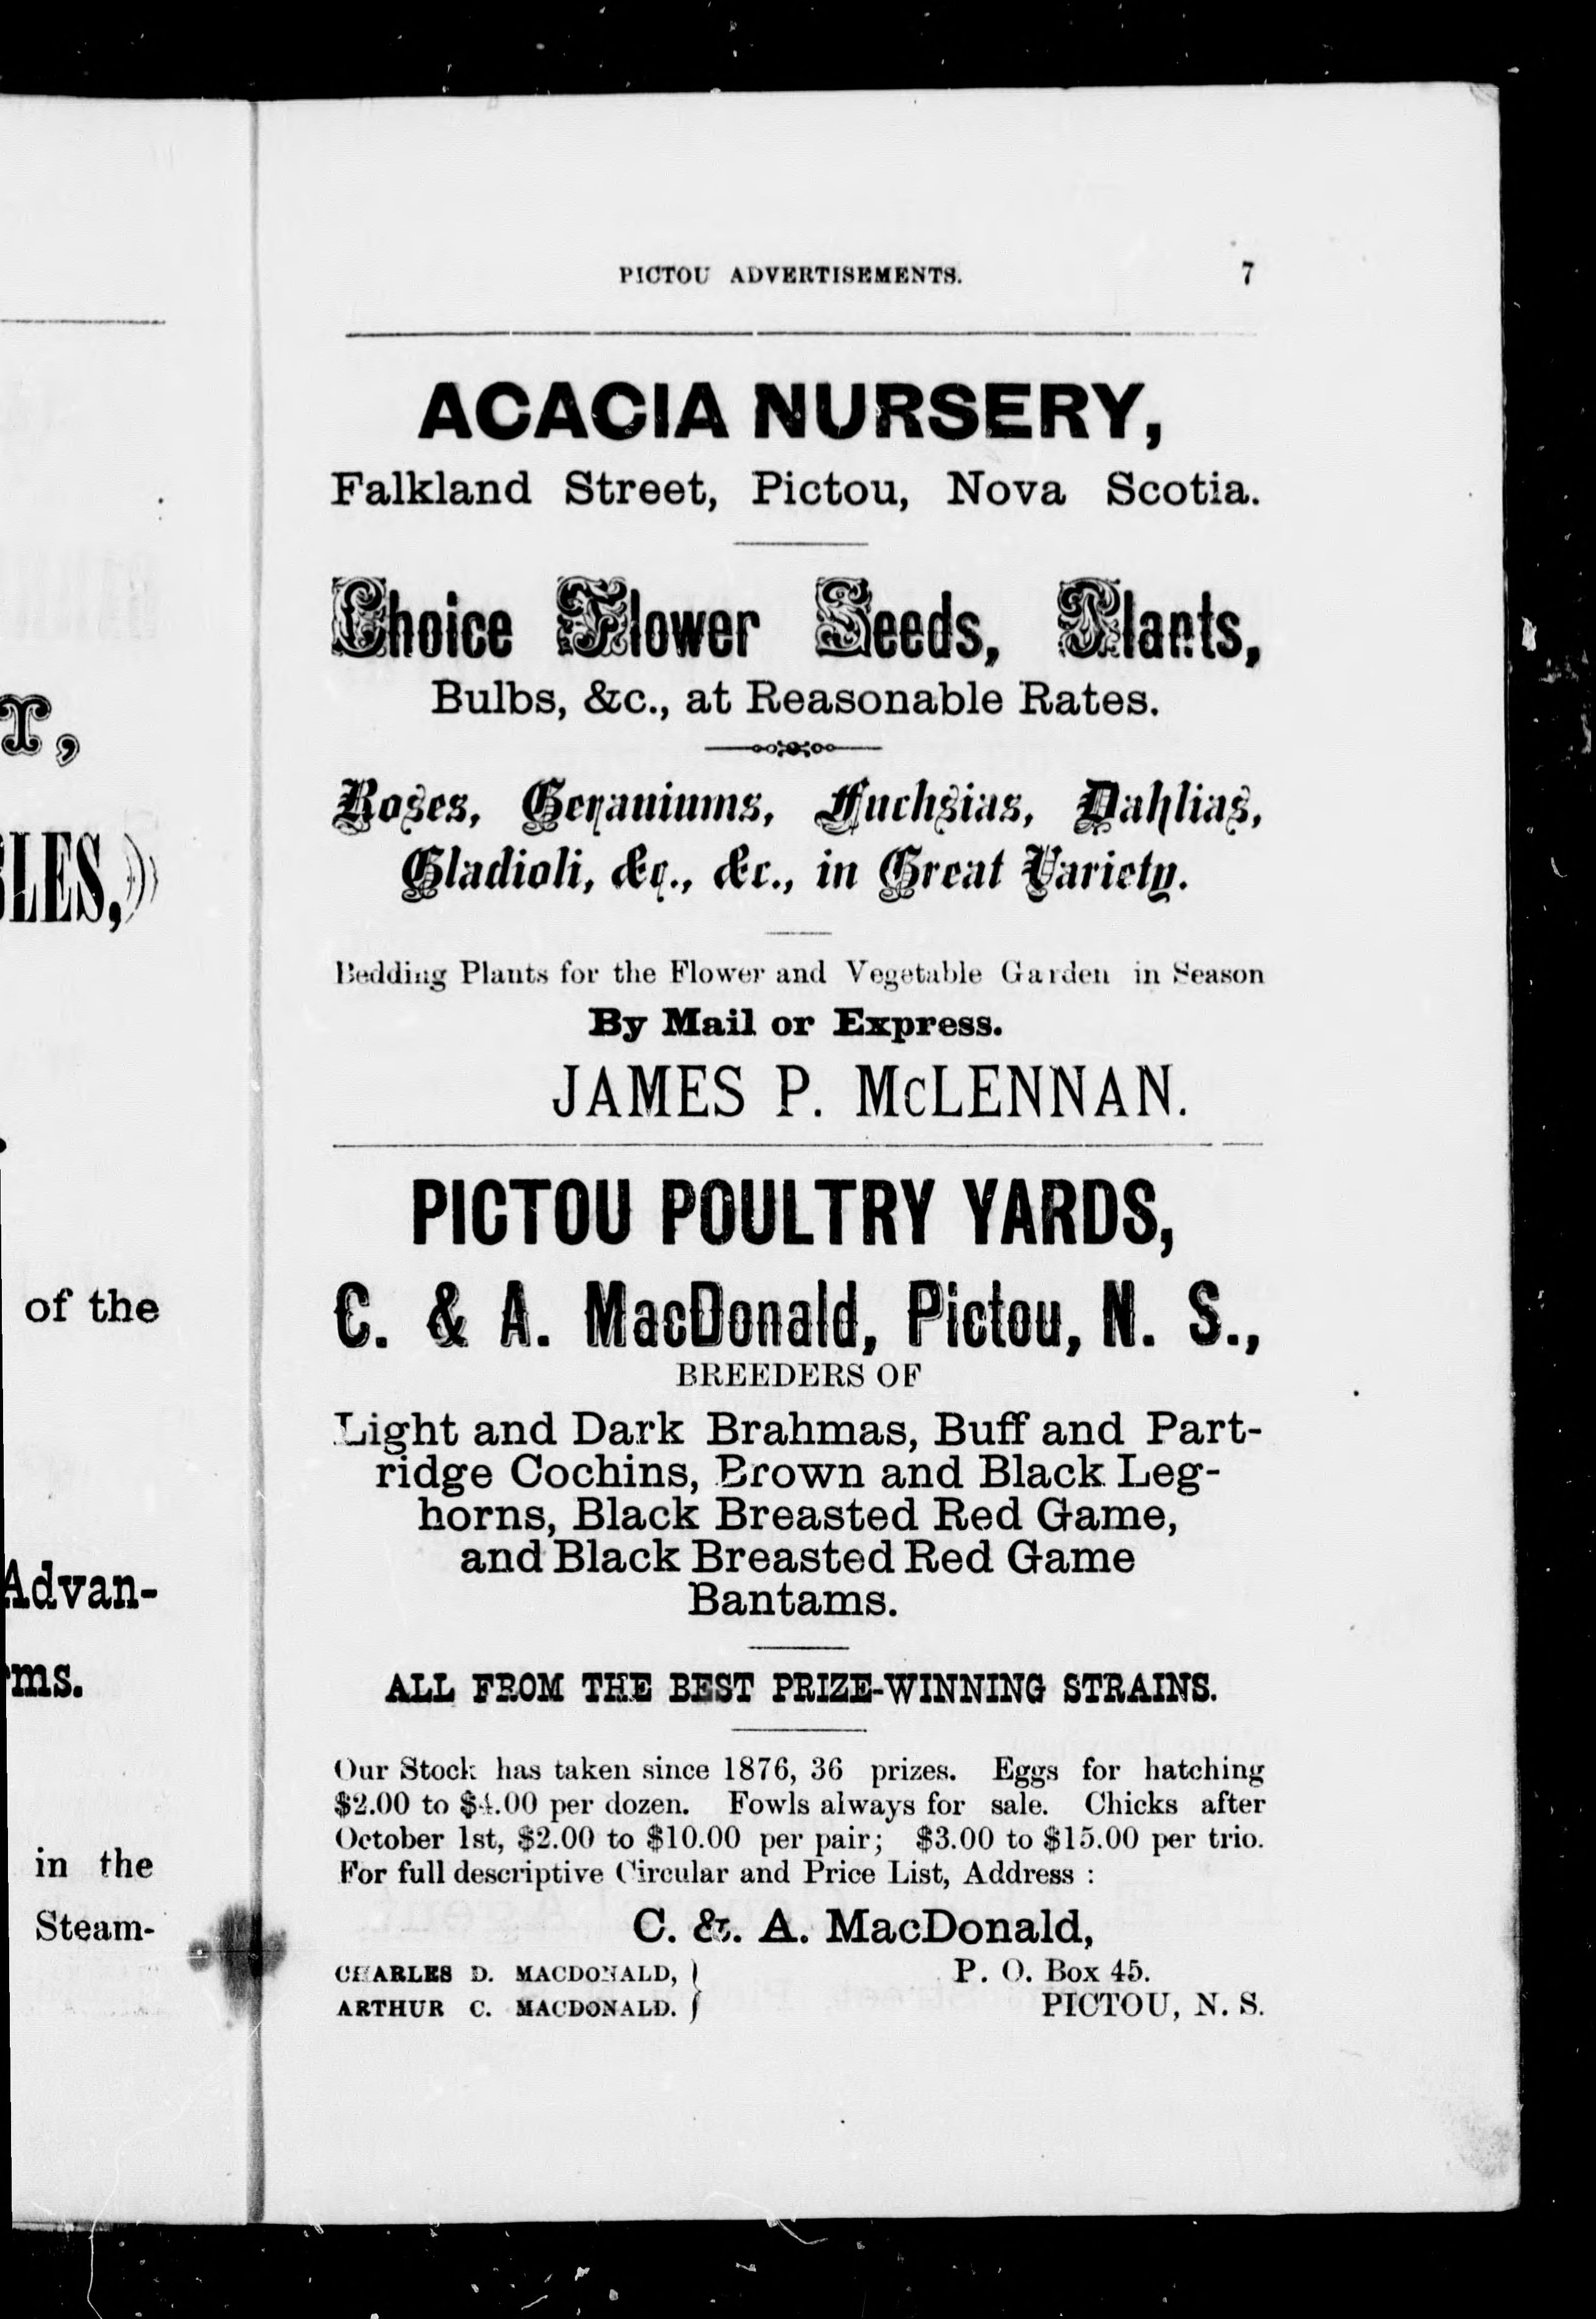 PICTOU ADVERTISEMENTS. 7
ACACIA NURSERY,
Falkland Street, Pictou, Nova Scotia.
Choice Flower Seeds, Plants,
Bulbs, &c., at Reasonable Rates.
Roses, Geraniums, Fuchsias, Dahlias,
Gladioli, &c., &c., in Great Variety.
Bedding Plants for the Flower and Vegetable Garden in Season
By Mail or Express.
JAMES P. McLENNAN.
PICTOU POULTRY YARDS,
C. & A. MacDonald, Pictou, N. S.,
BREEDERS OF
Light and Dark Brahmas, Buff and Part-
ridge Cochins, Brown and Black Leg-
horns, Black Breasted Red Game,
and Black Breasted Red Game
Bantams.
ALL FROM THE BEST PRIZE-WINNING STRAINS.
Our Stock has taken since 1876, 36 prizes. Eggs for hatching
$2.00 to $4.00 per dozen. Fowls always for sale. Chicks after
October 1st, $2.00 to $10.00 per pair; $3.00 to $15.00 per trio.
For full descriptive Circular and Price List, Address :
C. &. A. MacDonald,
CHARLES D. MACDONALD, } P. O. Box 45.
ARTHUR C. MACDONALD. } PICTOU, N. S.
of the
Advan-
in the
Steam-